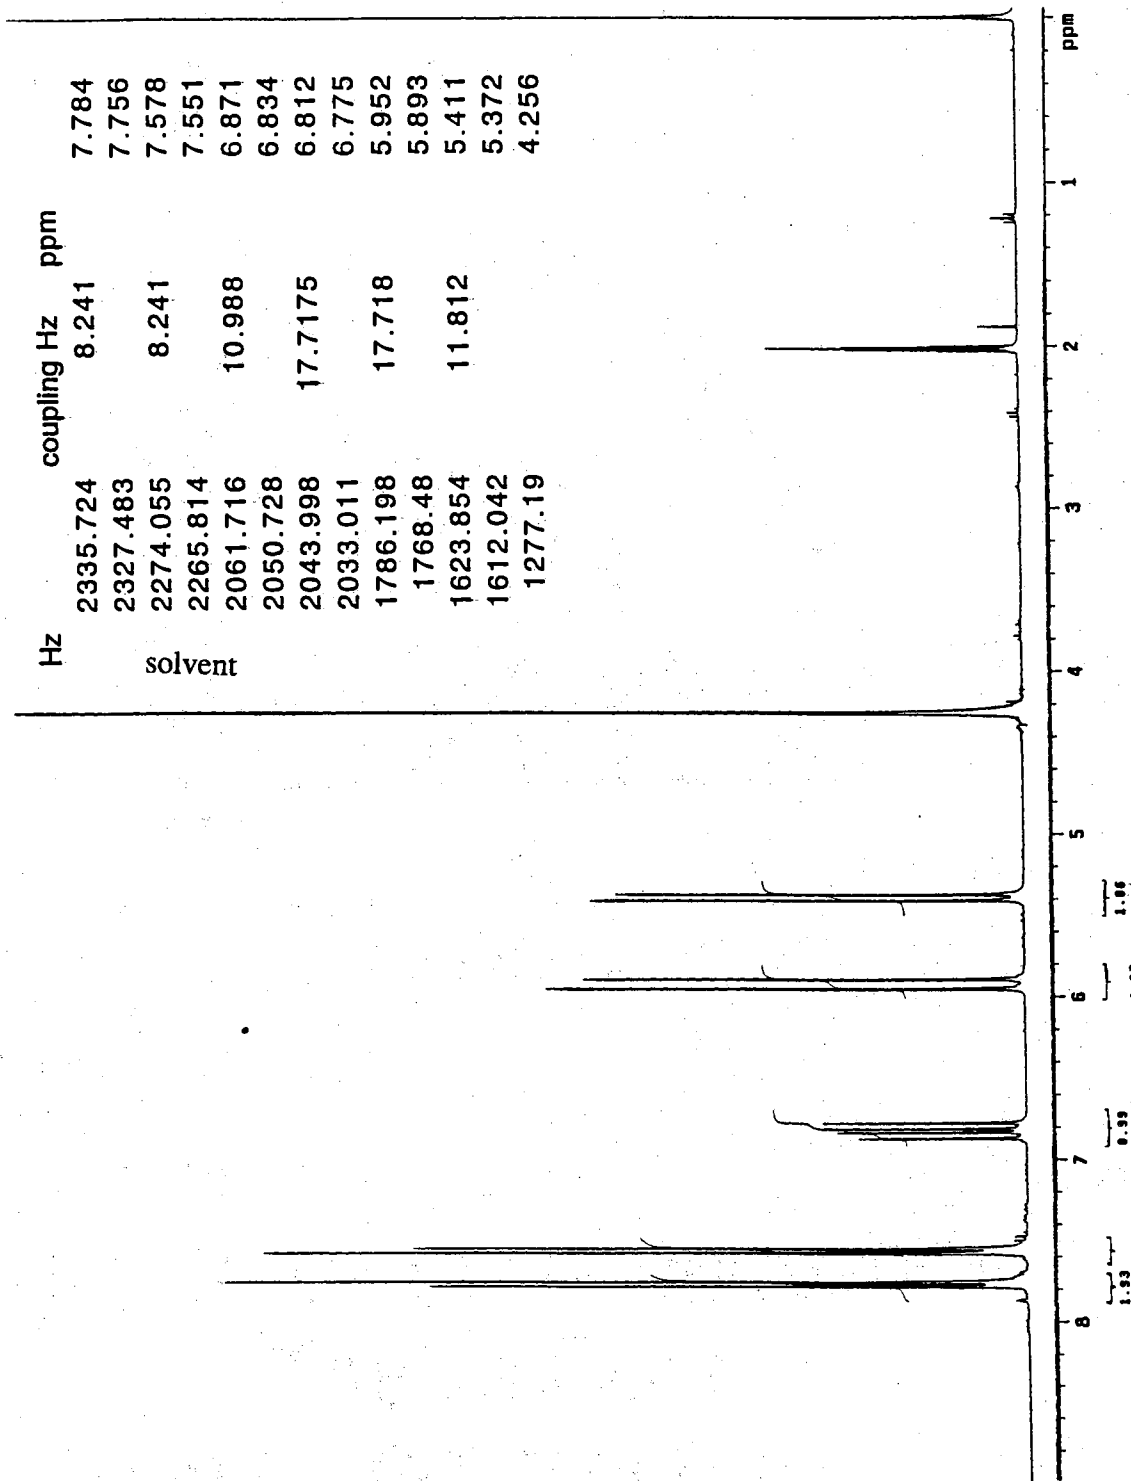 Hz coupling Hz ppm
2335.724 8.241 7.784
2327.483 7.756
2274.055 8.241 7.578
2265.814 7.551
2061.716 10.988 6.871
2050.728 6.834
2043.998 17.7175 6.812
2033.011 6.775
1786.198 17.718 5.952
1768.48 5.893
1623.854 11.812 5.411
1612.042 5.372
1277.19 4.256
solvent
8 7 6 5 4 3 2 1 ppm
1.93 0.99 1.06